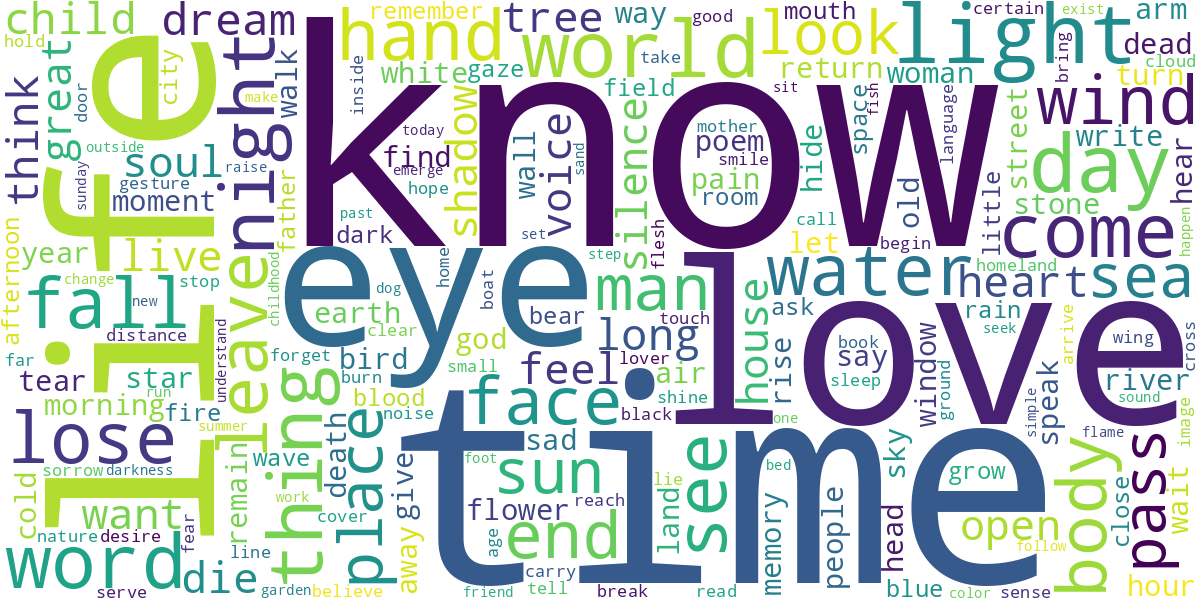 child
dream
hand
remember
tree
way
world
take
good
look
mouth
light
certain
exist
arm
dead
cloud
hold
life
city
great
door
think
night
walk
inside
white
gaze
field
return
woman
bring
turn
wind
know
sit
fish
space
language
street
write
day
hear
make
outside
soul
raise
gesture
sunday
moment
father
today
find
emerge
hope
shadow
wall
voice
sand
silence
mother
poem
smile
pain
room
hide
call
old
little
stone
come
happen
past
dark
set
year
live
afternoon
change
stop
fall
new
distance
leave
childhood
understand
eye
home
dog
boat
step
flesh
man
let
begin
water
heart
homeland
sea
earth
clear
bear
touch
long
house
ask
rain
seek
arrive
wing
cross
far
tear
star
run
forget
bird
burn
god
small
feel
lover
air
shine
love
rise
book
say
sleep
window
ground
river
sound
simple
speak
morning
fire
summer
blood
noise
face
black
one
flame
image
lose
sorrow
darkness
cold
want
remain
wave
thing
work
death
place
give
time
sad
foot
sun
lie
see
bed
sky
grow
body
pass
wait
close
open
cover
flower
reach
land
memory
people
head
follow
nature
desire
fear
line
word
die
serve
garden
believe
away
age
end
carry
friend
tell
break
read
blue
color
sense
hour